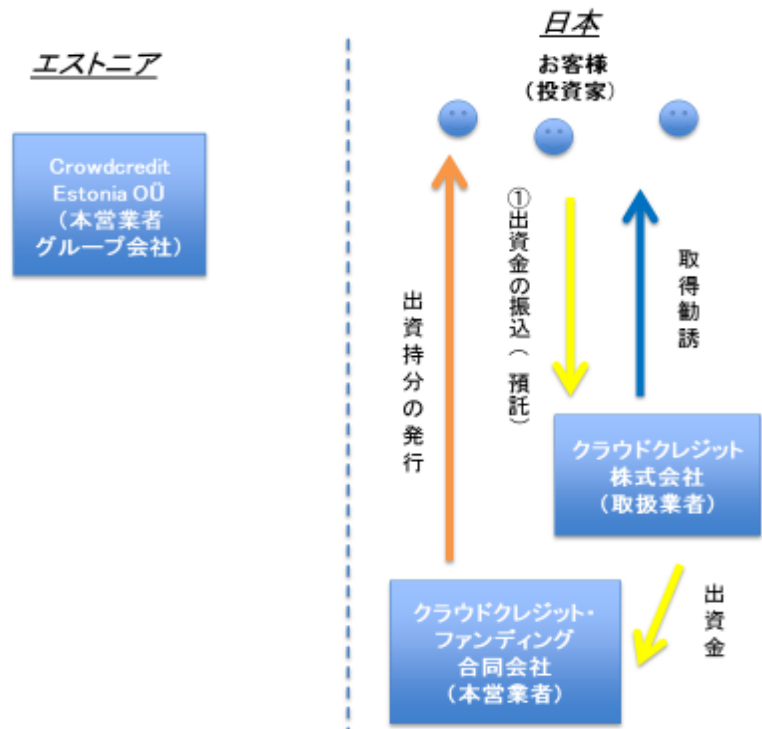 エストニア
Crowdcredit
Estonia OÜ
(本営業者
グループ会社)
日本
お客様
(投資家)
出資持分の発行
①出資金の振込( 預託)
取得勧誘
クラウドクレジット
株式会社
(取扱業者)
出資金
クラウドクレジット・
ファンディング
合同会社
(本営業者)